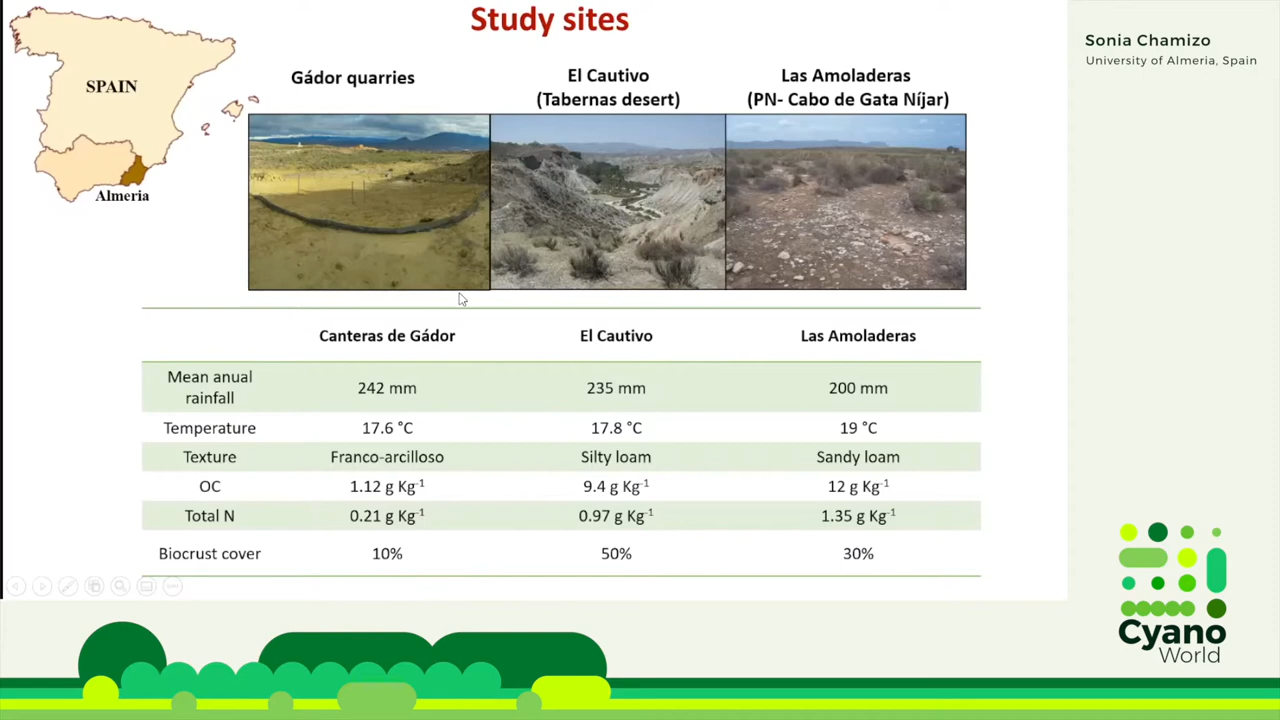 Study sites
Sonia Chamizo
University of Almeria, Spain
SPAIN
Almeria
Gádor quarries
El Cautivo
(Tabernas desert)
Las Amoladeras
(PN- Cabo de Gata Níjar)
Canteras de Gádor El Cautivo Las Amoladeras
Mean anual
rainfall 242 mm 235 mm 200 mm
Temperature 17.6 °C 17.8 °C 19 °C
Texture Franco-arcilloso Silty loam Sandy loam
OC 1.12 g Kg⁻¹ 9.4 g Kg⁻¹ 12 g Kg⁻¹
Total N 0.21 g Kg⁻¹ 0.97 g Kg⁻¹ 1.35 g Kg⁻¹
Biocrust cover 10% 50% 30%
Cyano
World